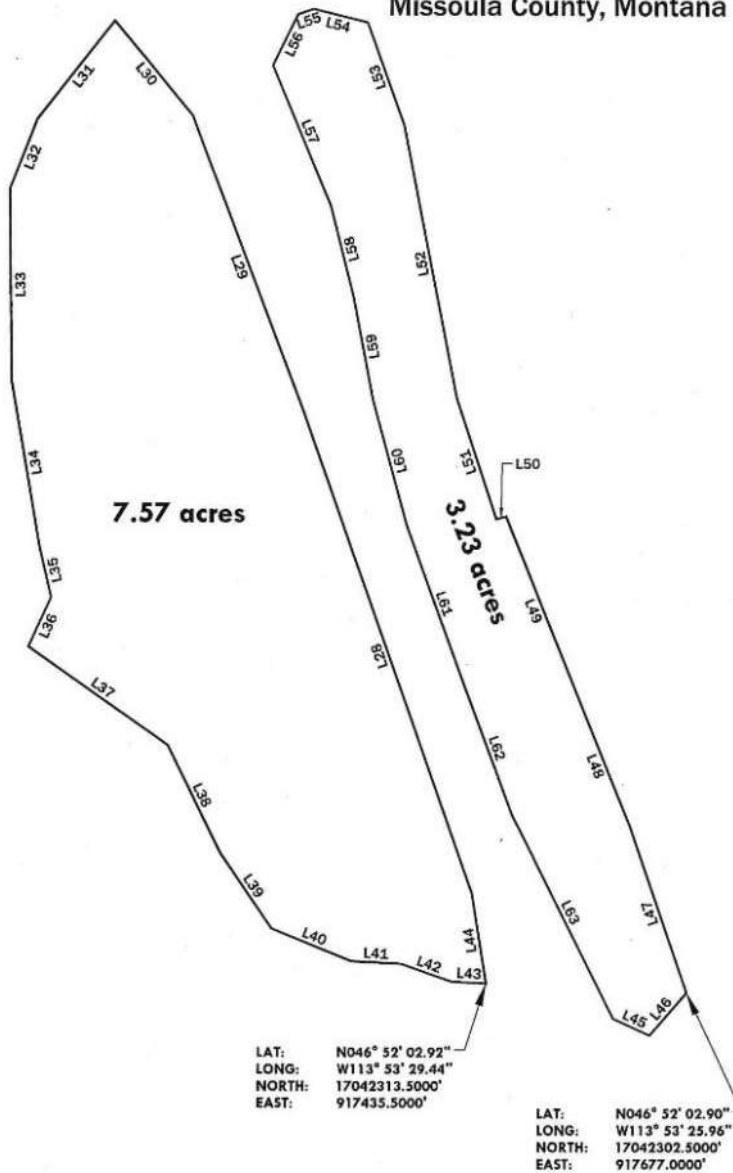 Missoula County, Montana
L55
L54
L56
L53
L31
L30
L57
L32
L58
L52
L29
L33
L59
L34
L60
L51
L50
7.57 acres
3.23 acres
L35
L61
L49
L36
L28
L37
L62
L48
L38
L39
L63
L47
L44
L40
L41
L42
L43
L45
L46
LAT: N046° 52' 02.92"
LONG: W113° 53' 29.44"
NORTH: 17042313.5000'
EAST: 917435.5000'
LAT: N046° 52' 02.90"
LONG: W113° 53' 25.96"
NORTH: 17042302.5000'
EAST: 917677.0000'